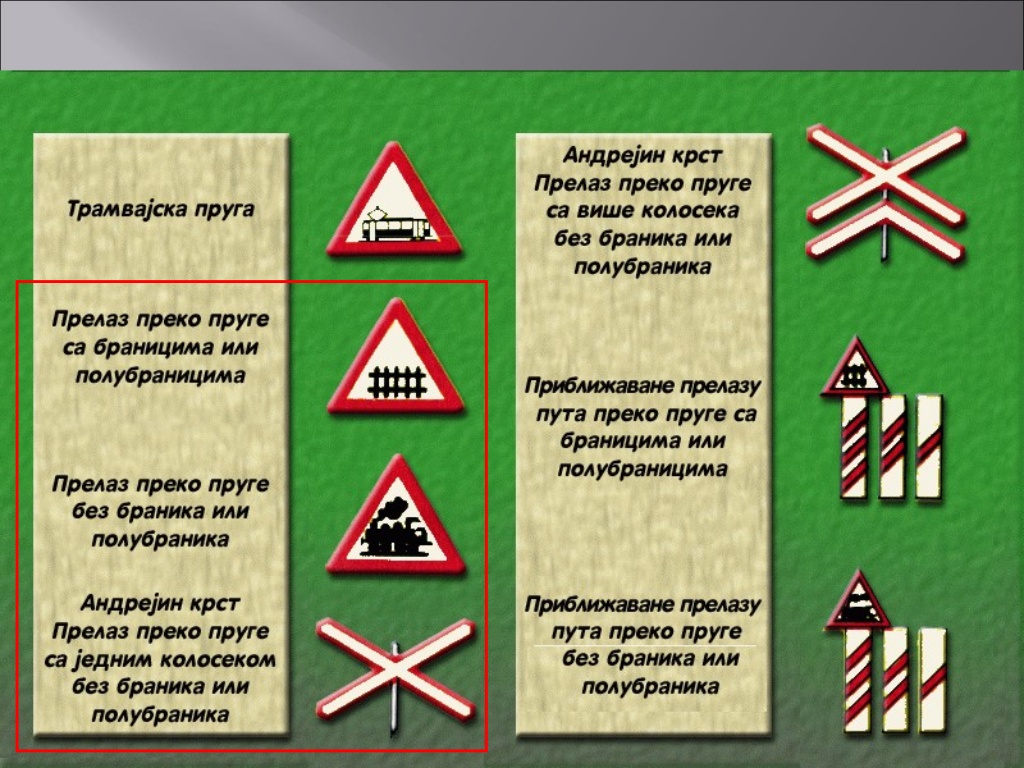 Трамвајска пруга
Прелаз преко пруге
са браницима или
полубраницима
Прелаз преко пруге
без браника или
полубраника
Андрејин крст
Прелаз преко пруге
са једним колосеком
без браника или
полубраника
Андрејин крст
Прелаз преко пруге
са више колосека
без браника или
полубраника
Приближаване прелазу
пута преко пруге са
браницима или
полубраницима
Приближаване прелазу
пута преко пруге
без браника или
полубраника